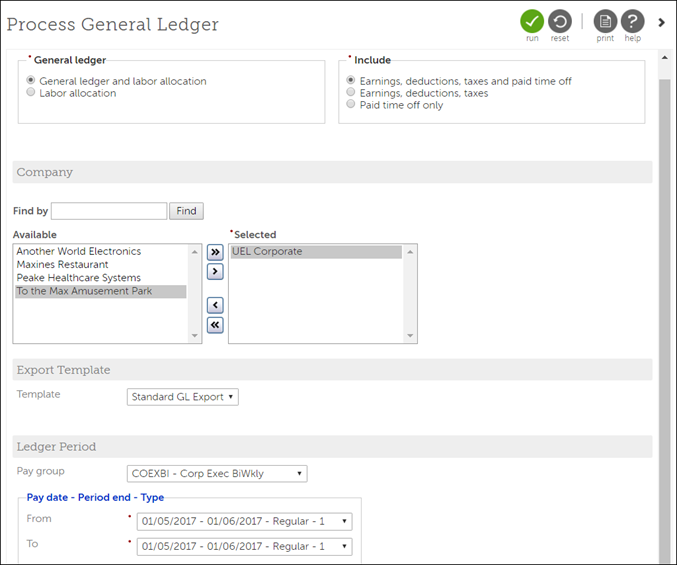 Process General Ledger
run reset print help
* General ledger
General ledger and labor allocation
Labor allocation
* Include
Earnings, deductions, taxes and paid time off
Earnings, deductions, taxes
Paid time off only
Company
Find by Find
Available
Another World Electronics
Maxines Restaurant
Peake Healthcare Systems
To the Max Amusement Park
* Selected
UEL Corporate
Export Template
Template Standard GL Export
Ledger Period
Pay group COEXBI - Corp Exec BiWkly
Pay date - Period end - Type
From * 01/05/2017 - 01/06/2017 - Regular - 1
To * 01/05/2017 - 01/06/2017 - Regular - 1